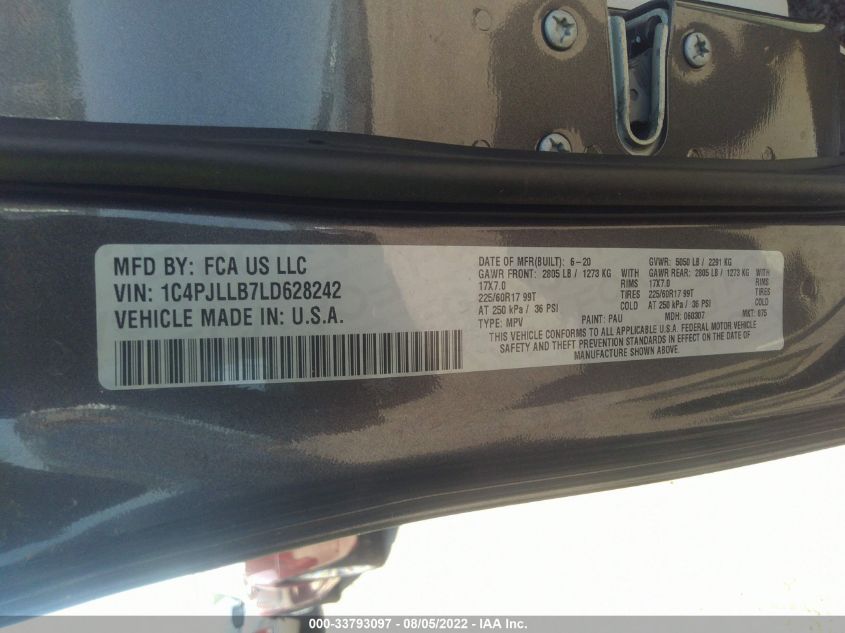 MFD BY: FCA US LLC
VIN: 1C4PJLLB7LD628242
VEHICLE MADE IN: U.S.A.
DATE OF MFR(BUILT): 6-20 GVWR: 5050 LB / 2291 KG
GAWR FRONT: 2805 LB / 1273 KG WITH GAWR REAR: 2805 LB / 1273 KG WITH
17X7.0 RIMS 17X7.0 RIMS
225/60R17 99T TIRES 225/60R17 99T TIRES
AT 250 kPa / 36 PSI COLD AT 250 kPa / 36 PSI COLD
TYPE: MPV PAINT: PAU MDH: 060307 MKT: 875
THIS VEHICLE CONFORMS TO ALL APPLICABLE U.S.A. FEDERAL MOTOR VEHICLE
SAFETY AND THEFT PREVENTION STANDARDS IN EFFECT ON THE DATE OF
MANUFACTURE SHOWN ABOVE.
000-33793097 - 08/05/2022 - IAA Inc.